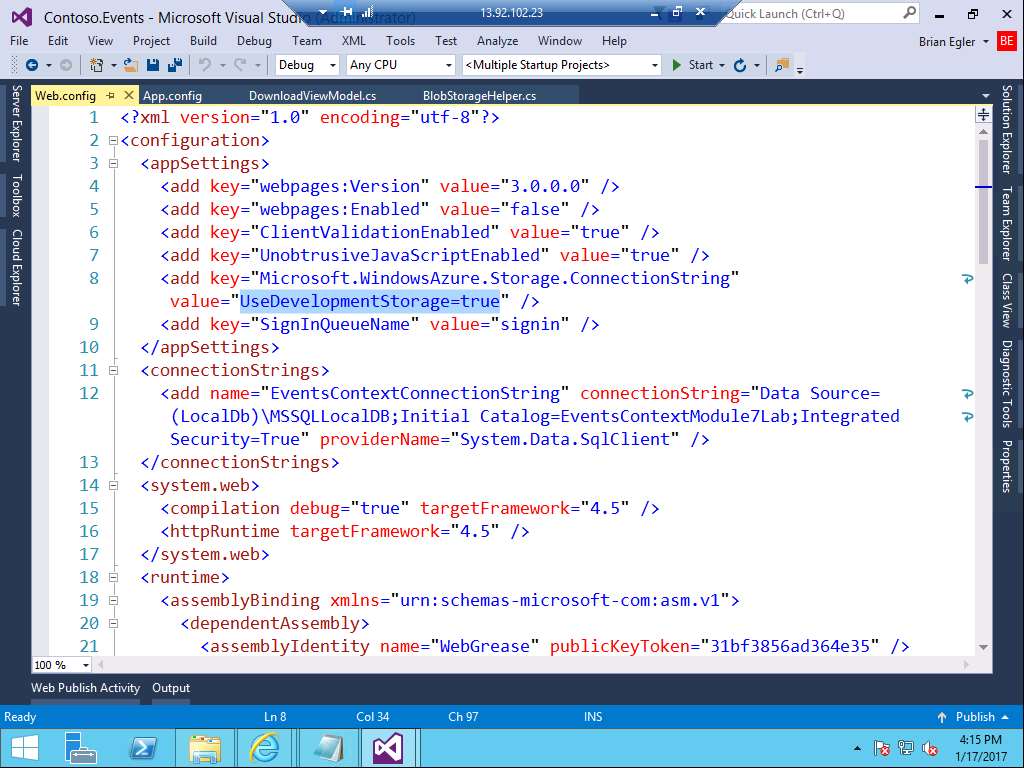 Contoso.Events - Microsoft Visual Studio (Administrator)
13.92.102.23
Quick Launch (Ctrl+Q)
File Edit View Project Build Debug Team XML Tools Test Analyze Window Help
Brian Egler BE
Debug Any CPU <Multiple Startup Projects> Start
Web.config App.config DownloadViewModel.cs BlobStorageHelper.cs
Server Explorer
Toolbox
Cloud Explorer
1 <?xml version="1.0" encoding="utf-8"?>
2 <configuration>
3 <appSettings>
4 <add key="webpages:Version" value="3.0.0.0" />
5 <add key="webpages:Enabled" value="false" />
6 <add key="ClientValidationEnabled" value="true" />
7 <add key="UnobtrusiveJavaScriptEnabled" value="true" />
8 <add key="Microsoft.WindowsAzure.Storage.ConnectionString"
value="UseDevelopmentStorage=true" />
9 <add key="SignInQueueName" value="signin" />
10 </appSettings>
11 <connectionStrings>
12 <add name="EventsContextConnectionString" connectionString="Data Source=
(LocalDb)\MSSQLLocalDB;Initial Catalog=EventsContextModule7Lab;Integrated
Security=True" providerName="System.Data.SqlClient" />
13 </connectionStrings>
14 <system.web>
15 <compilation debug="true" targetFramework="4.5" />
16 <httpRuntime targetFramework="4.5" />
17 </system.web>
18 <runtime>
19 <assemblyBinding xmlns="urn:schemas-microsoft-com:asm.v1">
20 <dependentAssembly>
21 <assemblyIdentity name="WebGrease" publicKeyToken="31bf3856ad364e35" />
Solution Explorer
Team Explorer
Class View
Diagnostic Tools
Properties
100 %
Web Publish Activity Output
Ready Ln 8 Col 34 Ch 97 INS Publish
4:15 PM
1/17/2017